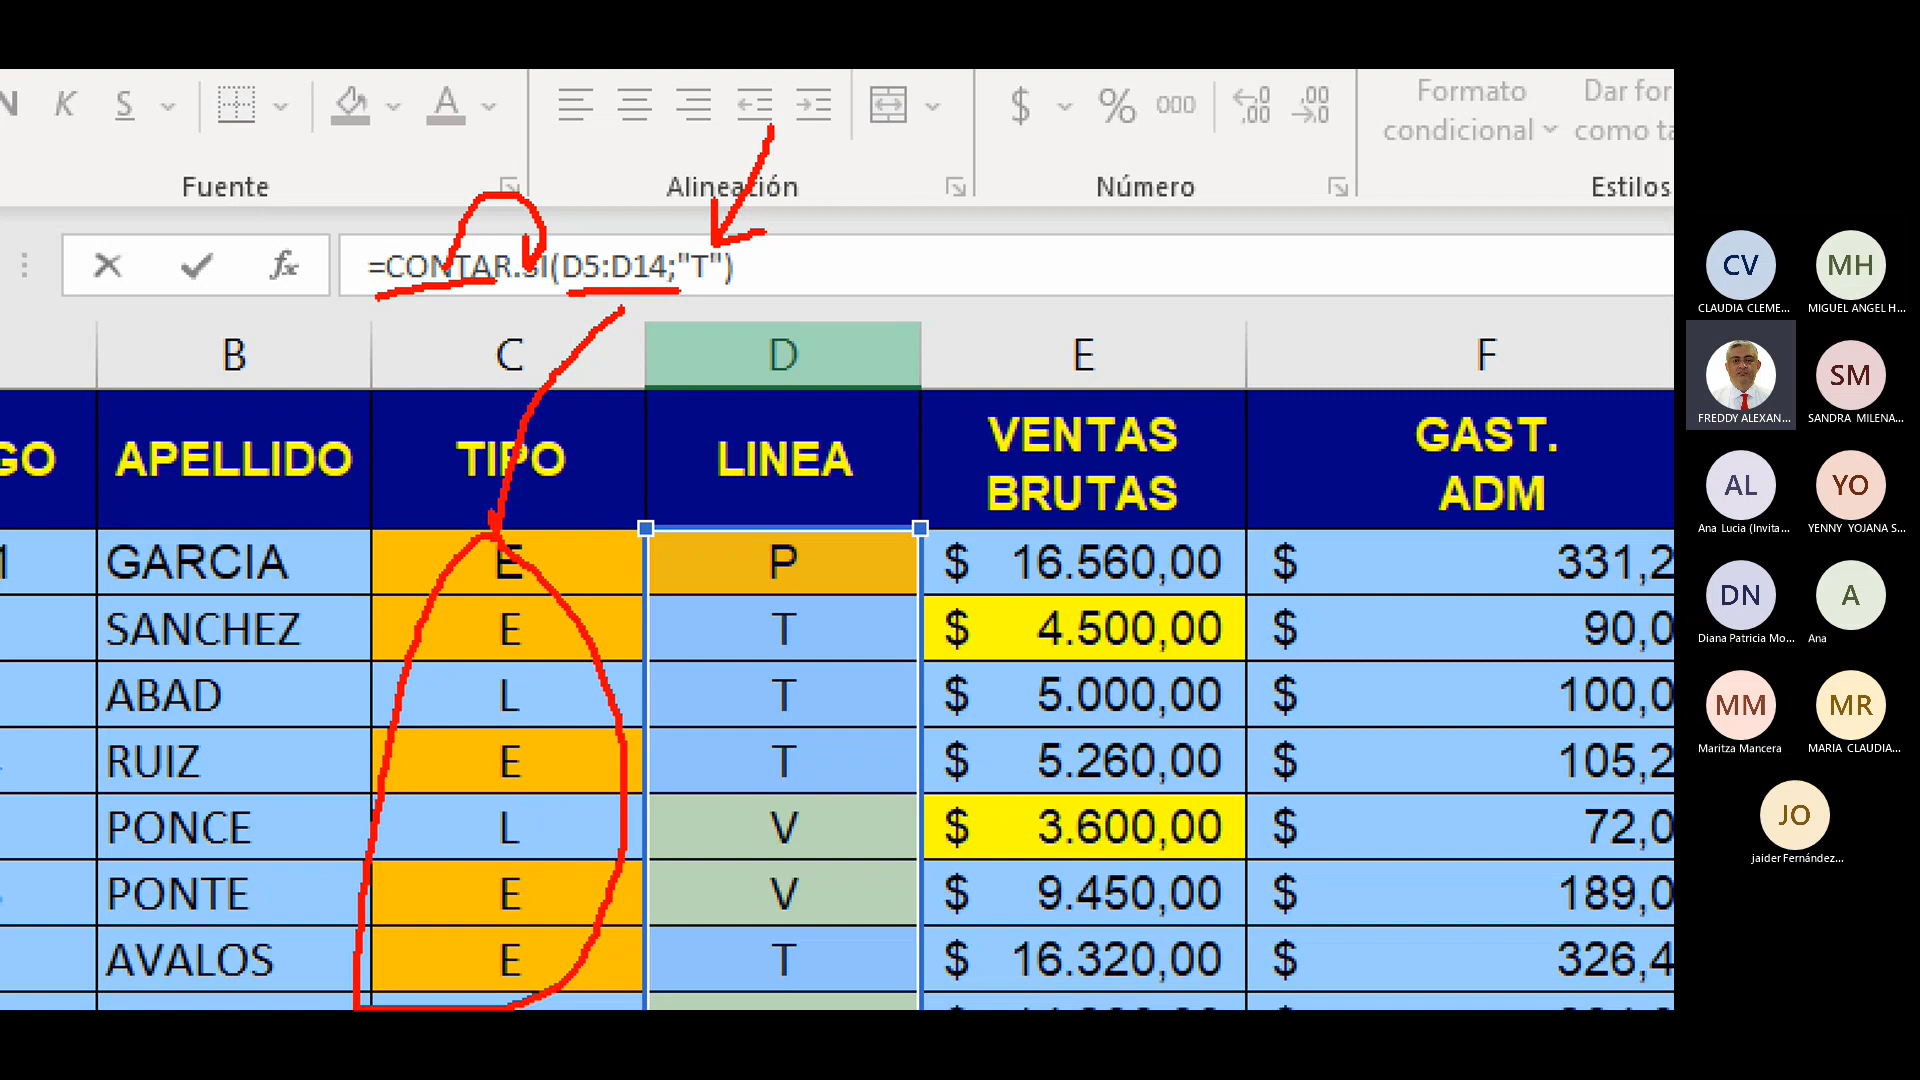 N K S A $ % 000
Formato
condicional
Dar for
como ta
Fuente Alineación Número Estilos
fx =CONTAR.SI(D5:D14;"T")
B C D E F
GO APELLIDO TIPO LINEA VENTAS BRUTAS GAST. ADM
1 GARCIA E P $ 16.560,00 $ 331,2
SANCHEZ E T $ 4.500,00 $ 90,0
ABAD L T $ 5.000,00 $ 100,0
RUIZ E T $ 5.260,00 $ 105,2
PONCE L V $ 3.600,00 $ 72,0
PONTE E V $ 9.450,00 $ 189,0
AVALOS E T $ 16.320,00 $ 326,4
CV MH
CLAUDIA CLEME... MIGUEL ANGEL H...
SM
FREDDY ALEXAN... SANDRA MILENA...
AL YO
Ana Lucia (Invita... YENNY YOJANA S...
DN A
Diana Patricia Mo... Ana
MM MR
Maritza Mancera MARIA CLAUDIA...
JO
jaider Fernández...